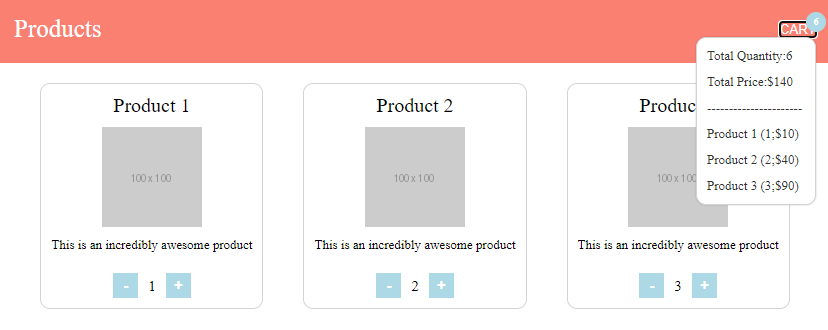 Products
CART
6
Total Quantity:6
Total Price:$140
----------------------
Product 1 (1;$10)
Product 2 (2;$40)
Product 3 (3;$90)
Product 1
100 x 100
This is an incredibly awesome product
- 1 +
Product 2
100 x 100
This is an incredibly awesome product
- 2 +
Produc
100 x 100
This is an incredibly awesome product
- 3 +